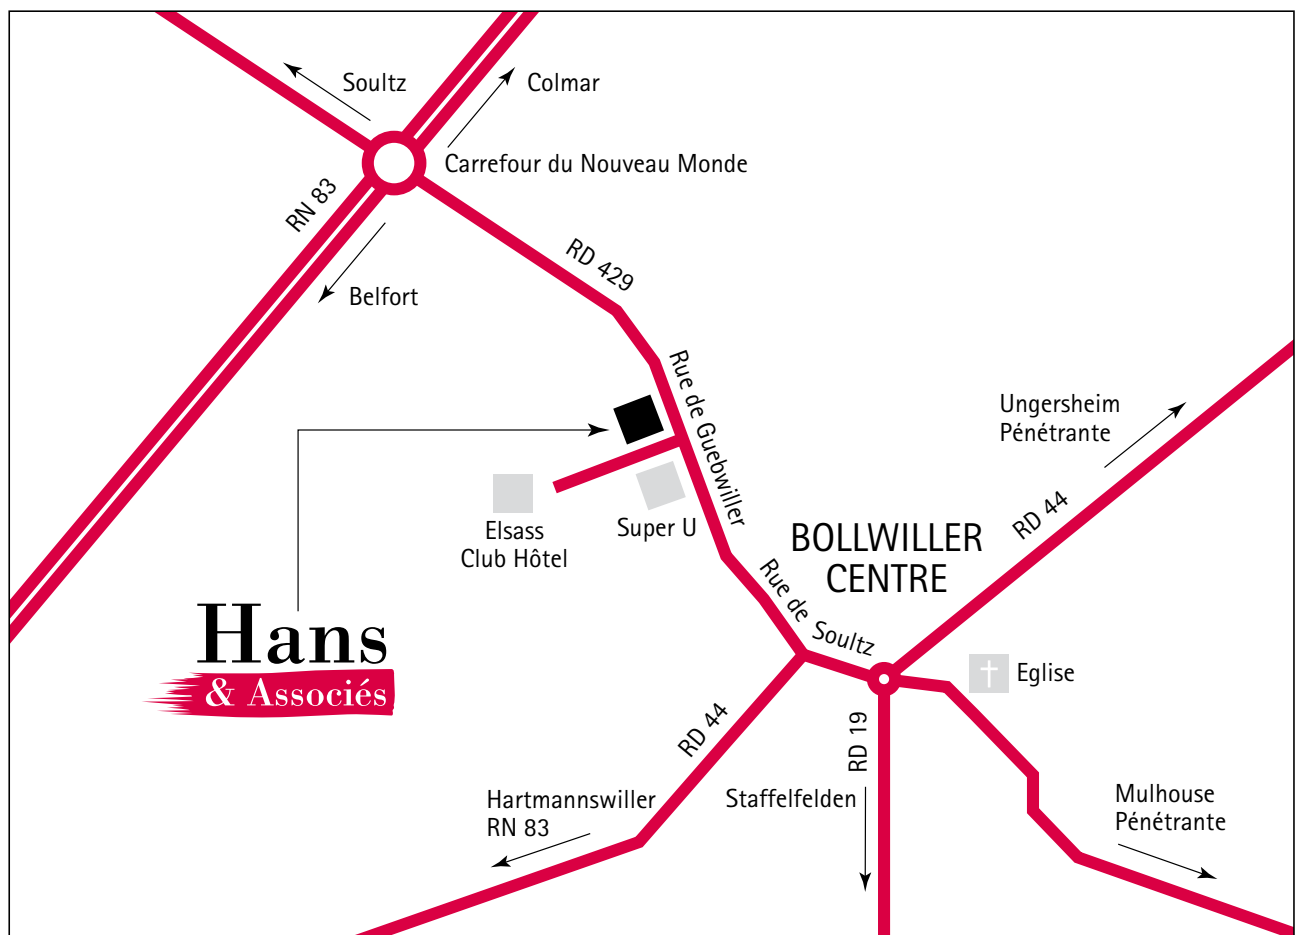 Soultz
Colmar
Carrefour du Nouveau Monde
RN 83
Belfort
RD 429
Rue de Guebwiller
Ungersheim
Pénétrante
RD 44
Elsass
Club Hôtel
Super U
BOLLWILLER
CENTRE
Rue de Soultz
Hans
& Associés
Eglise
RD 44
RD 19
Hartmannswiller
RN 83
Staffelfelden
Mulhouse
Pénétrante